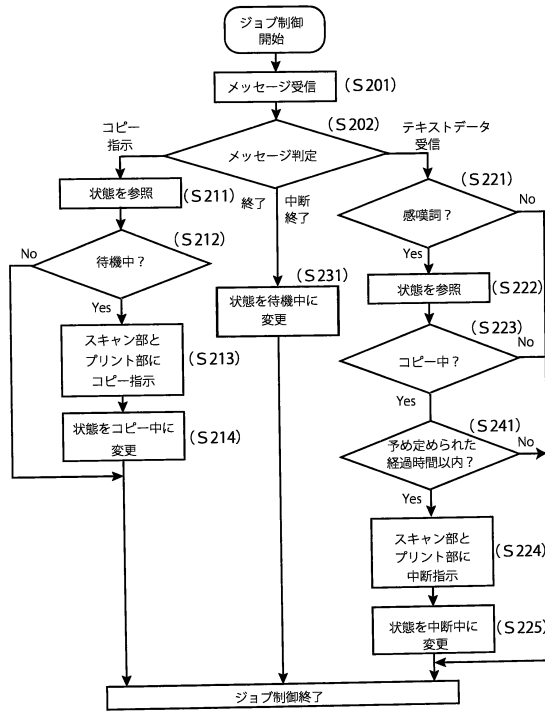 ジョブ制御
開始
メッセージ受信
(S201)
(S202)
メッセージ判定
コピー
指示
テキストデータ
受信
終了
中断
終了
状態を参照
(S211)
(S212)
待機中?
No
Yes
スキャン部と
プリント部に
コピー指示
(S213)
状態をコピー中に
変更
(S214)
(S231)
状態を待機中に
変更
(S221)
感嘆詞?
No
Yes
状態を参照
(S222)
(S223)
コピー中?
No
Yes
(S241)
予め定められた
経過時間以内?
No
Yes
スキャン部と
プリント部に
中断指示
(S224)
状態を中断中に
変更
(S225)
ジョブ制御終了